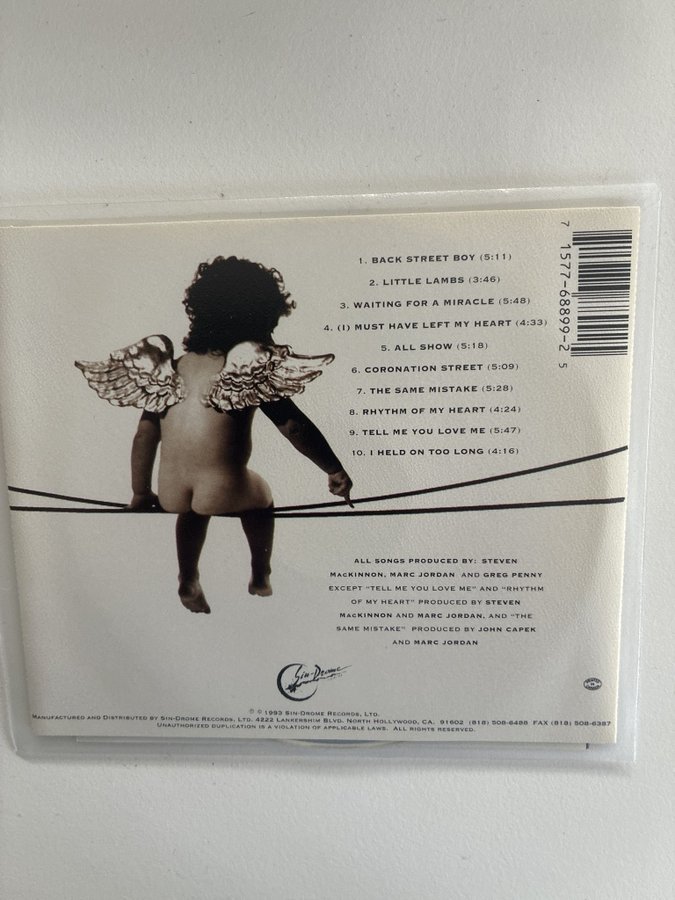 1. BACK STREET BOY (5:11)
2. LITTLE LAMBS (3:46)
3. WAITING FOR A MIRACLE (5:48)
4. (I) MUST HAVE LEFT MY HEART (4:33)
5. ALL SHOW (5:18)
6. CORONATION STREET (5:09)
7. THE SAME MISTAKE (5:28)
8. RHYTHM OF MY HEART (4:24)
9. TELL ME YOU LOVE ME (5:47)
10. I HELD ON TOO LONG (4:16)
7 1577-68899-2 5
ALL SONGS PRODUCED BY: STEVEN
MACKINNON, MARC JORDAN AND GREG PENNY
EXCEPT "TELL ME YOU LOVE ME" AND "RHYTHM
OF MY HEART" PRODUCED BY STEVEN
MACKINNON AND MARC JORDAN, AND "THE
SAME MISTAKE" PRODUCED BY JOHN CAPEK
AND MARC JORDAN
Sin-Drome
℗ © 1993 SIN-DROME RECORDS, LTD.
MANUFACTURED AND DISTRIBUTED BY SIN-DROME RECORDS, LTD. 4222 LANKERSHIM BLVD. NORTH HOLLYWOOD, CA. 91602 (818) 508-6488 FAX (818) 508-6387
UNAUTHORIZED DUPLICATION IS A VIOLATION OF APPLICABLE LAWS. ALL RIGHTS RESERVED.